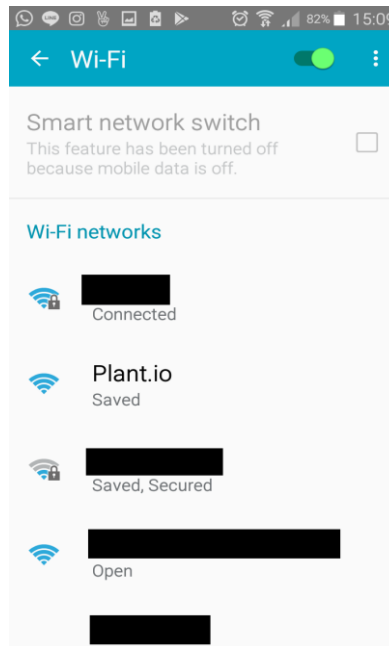 82% 15:09
Wi-Fi
Smart network switch
This feature has been turned off
because mobile data is off.
Wi-Fi networks
Connected
Plant.io
Saved
Saved, Secured
Open